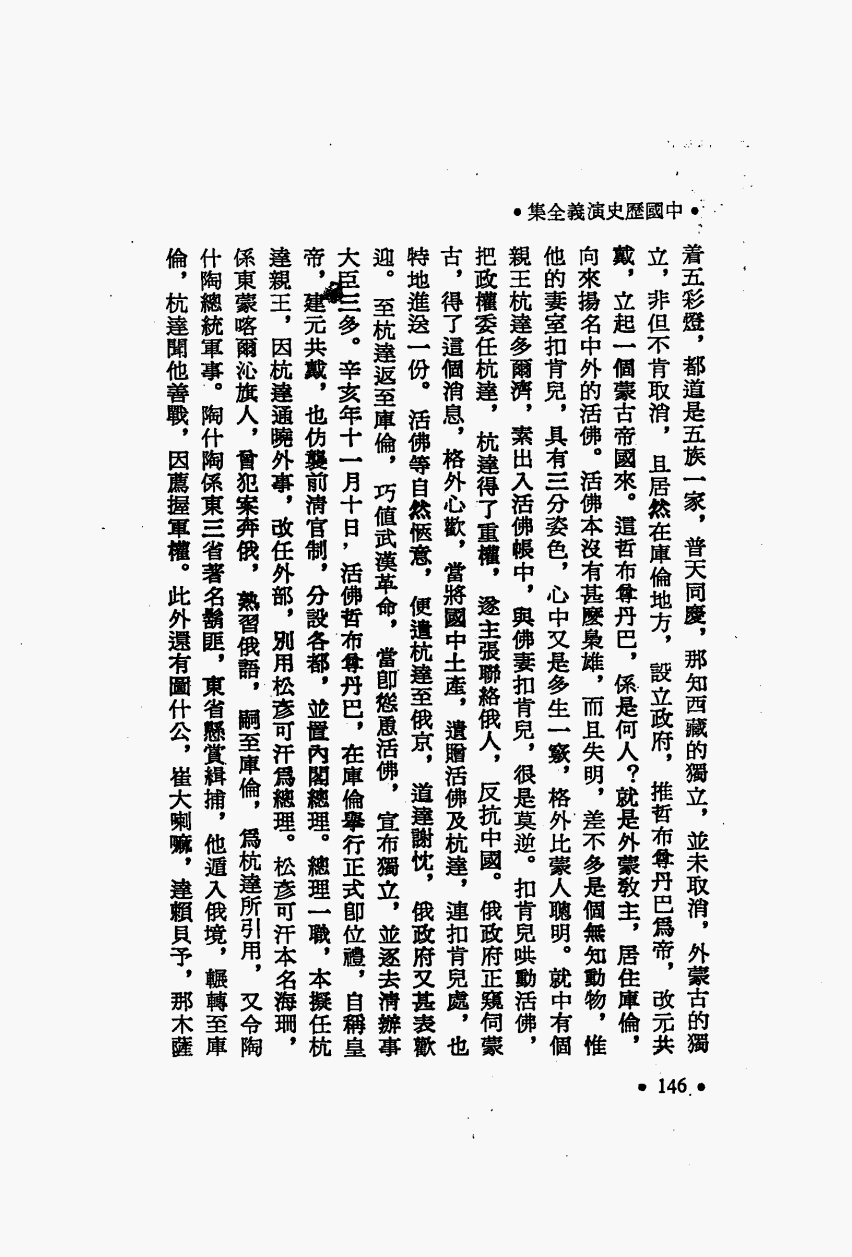 •中國歷史演義全集•
着五彩燈，都道是五族一家，普天同慶，那知西藏的獨立，並未取消，外蒙古的獨
立，非但不肯取消，且居然在庫倫地方，設立政府，推哲布尊丹巴爲帝，改元共
戴，立起一個蒙古帝國來。這哲布尊丹巴，係是何人？就是外蒙敎主，居住庫倫，
向來揚名中外的活佛。活佛本沒有甚麼梟雄，而且失明，差不多是個無知動物，惟
他的妻室扣肯兒，具有三分姿色，心中又是多生一竅，格外比蒙人聰明。就中有個
親王杭達多爾濟，素出入活佛帳中，與佛妻扣肯兒，很是莫逆。扣肯兒哄動活佛，
把政權委任杭達，杭達得了重權，遂主張聯絡俄人，反抗中國。俄政府正窺伺蒙
古，得了這個消息，格外心歡，當將國中土產，遺贈活佛及杭達，連扣肯兒處，也
特地進送一份。活佛等自然愜意，便遣杭達至俄京，道達謝忱，俄政府又甚表歡
迎。至杭達返至庫倫，巧值武漢革命，當卽慫恿活佛，宣布獨立，並逐去淸辦事
大臣三多。辛亥年十一月十日，活佛哲布尊丹巴，在庫倫舉行正式卽位禮，自稱皇
帝，建元共戴，也仿襲前淸官制，分設各部，並置內閣總理。總理一職，本擬任杭
達親王，因杭達通曉外事，改任外部，別用松彥可汗爲總理。松彥可汗本名海珊，
係東蒙喀爾沁旗人，曾犯案奔俄，熟習俄語，嗣至庫倫，爲杭達所引用，又令陶
什陶總統軍事。陶什陶係東三省著名鬍匪，東省懸賞緝捕，他遁入俄境，輾轉至庫
倫，杭達聞他善戰，因薦握軍權。此外還有圖什公，崔大喇嘛，達賴貝予，那木薩
•146•